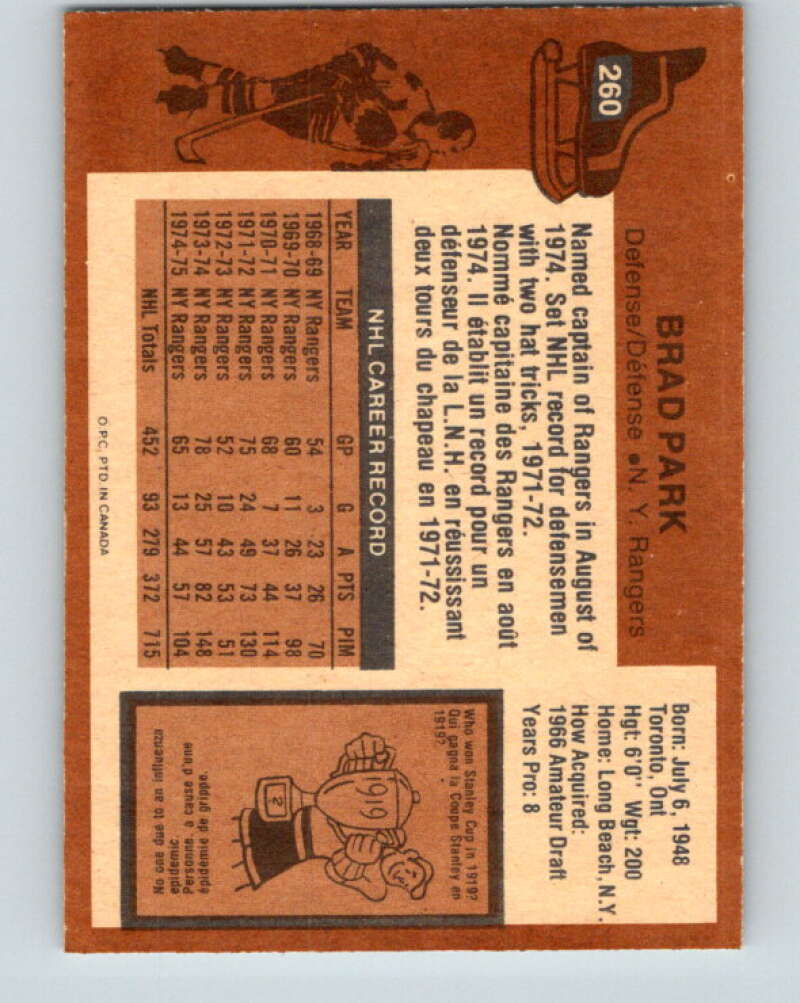 260
BRAD PARK
Defense/Défense • N. Y. Rangers
Named captain of Rangers in August of
1974. Set NHL record for defensemen
with two hat tricks, 1971-72.
Nommé capitaine des Rangers en août
1974. Il établit un record pour un
défenseur de la L.N.H. en réussissant
deux tours du chapeau en 1971-72.
NHL CAREER RECORD
YEAR TEAM GP G A PTS PIM
1968-69 NY Rangers 54 3 23 26 70
1969-70 NY Rangers 60 11 26 37 98
1970-71 NY Rangers 68 7 37 44 114
1971-72 NY Rangers 75 24 49 73 130
1972-73 NY Rangers 52 10 43 53 51
1973-74 NY Rangers 78 25 57 82 148
1974-75 NY Rangers 65 13 44 57 104
NHL Totals 452 93 279 372 715
O.P.C. PTD. IN CANADA
Born: July 6, 1948
Toronto, Ont
Hgt: 6'0" Wgt: 200
Home: Long Beach, N.Y.
How Acquired:
1966 Amateur Draft
Years Pro: 8
Who won Stanley Cup in 1919?
Qui gagna la Coupe Stanley en
1919?
1919
2
No one due to an influenza
epidemic.
Personne à cause d'une
épidémie de grippe.